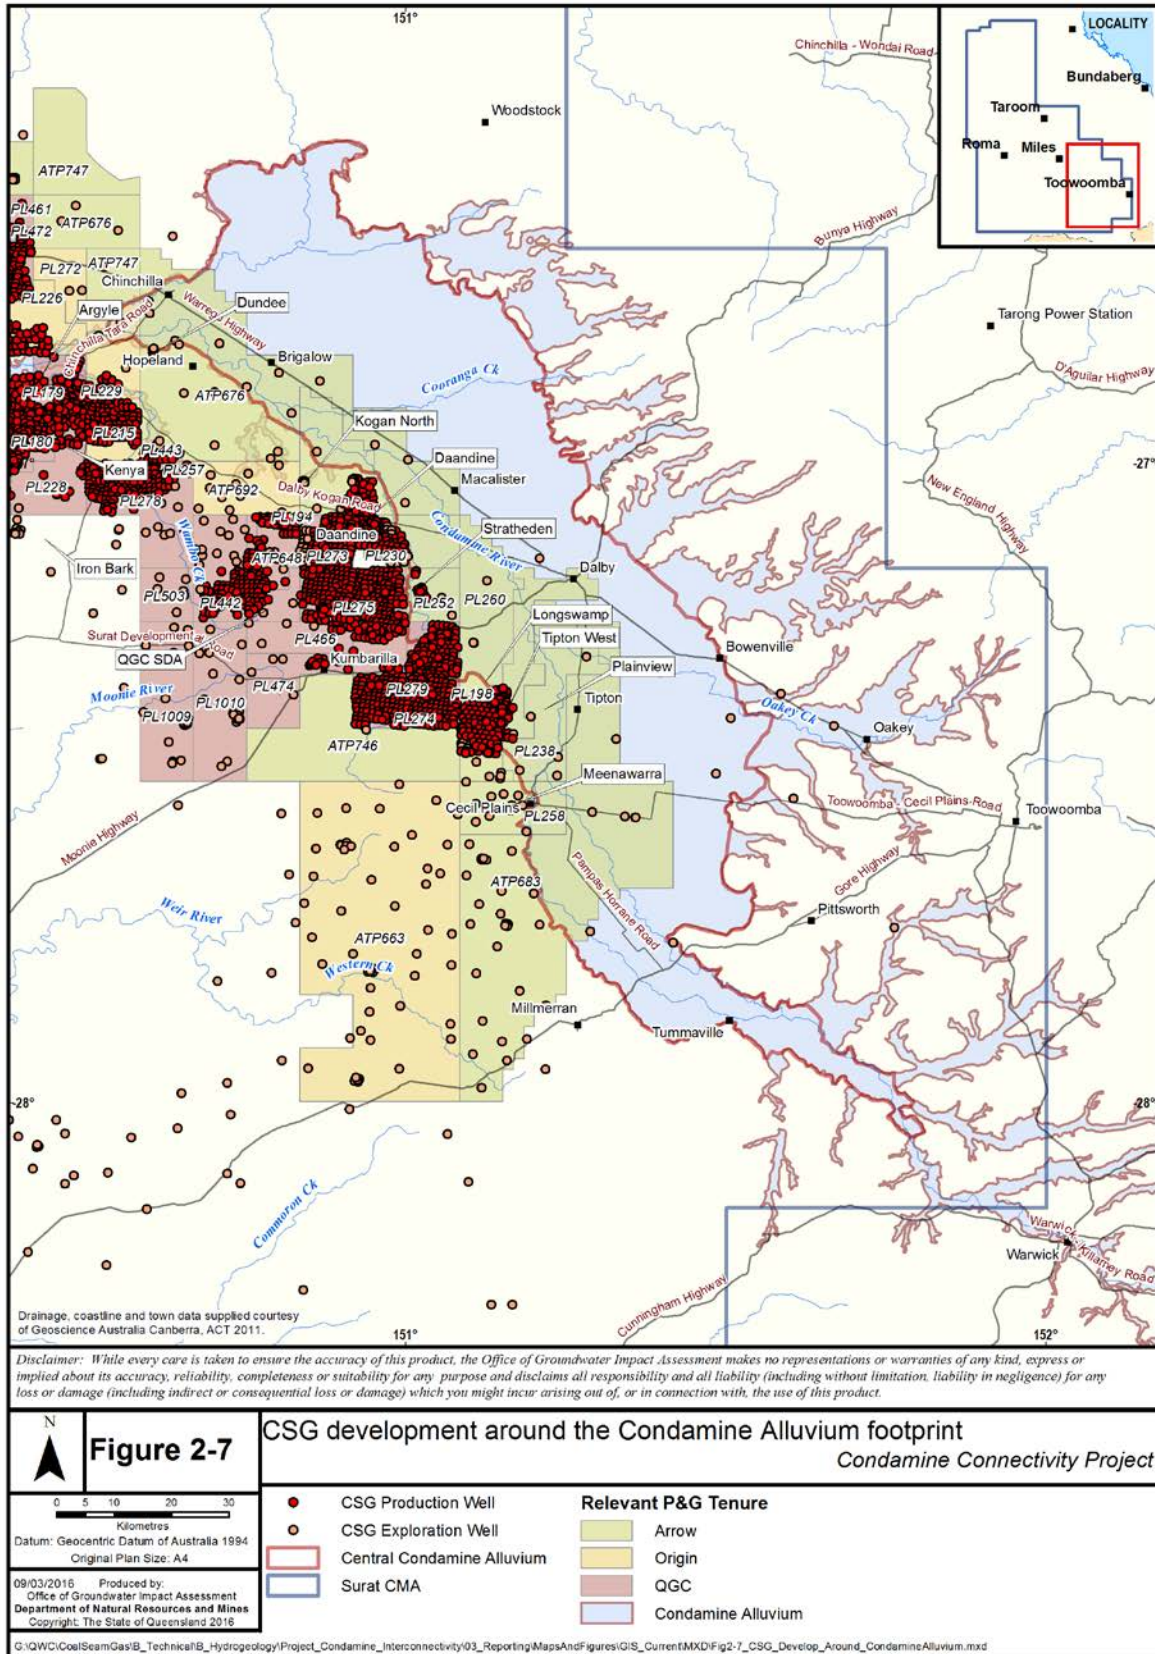 151°
LOCALITY
Bundaberg
Taroom
Roma
Miles
Toowoomba
Chinchilla - Wondai Road
Woodstock
ATP747
PL461
ATP676
PL472
Bunya Highway
PL272
ATP747
Chinchilla
PL226
Dundee
Argyle
Warrego Highway
Chinchilla Tara Road
Tarong Power Station
Hopeland
Brigalow
D'Aguilar Highway
Cooranga Ck
PL179
PL229
ATP676
Kogan North
PL215
PL180
PL443
Daandine
-27°
Kenya
PL257
Macalister
New England Highway
PL228
PL278
ATP692
Dalby Kogan Road
Stratheden
PL194
Condamine River
Daandine
Wambo Ck
ATP648
PL273
PL230
Iron Bark
Dalby
PL503
PL442
PL275
PL252
PL260
Longswamp
Surat Developmental Road
PL466
Tipton West
Bowenville
QGC SDA
Kumbarilla
Plainview
Moonie River
PL474
PL279
PL198
Tipton
Oakey Ck
PL1009
PL1010
PL274
Oakey
ATP746
PL238
Meenawarra
Cecil Plains
PL258
Toowoomba - Cecil Plains Road
Toowoomba
Moonie Highway
Pampas Horrane Road
Gore Highway
ATP683
Weir River
Pittsworth
ATP663
Western Ck
Millmerran
Tummaville
-28°
-28°
Commoron Ck
Warwick - Killarney Road
Warwick
Cunningham Highway
Drainage, coastline and town data supplied courtesy
of Geoscience Australia Canberra, ACT 2011.
151°
152°
Disclaimer: While every care is taken to ensure the accuracy of this product, the Office of Groundwater Impact Assessment makes no representations or warranties of any kind, express or
implied about its accuracy, reliability, completeness or suitability for any purpose and disclaims all responsibility and all liability (including without limitation, liability in negligence) for any
loss or damage (including indirect or consequential loss or damage) which you might incur arising out of, or in connection with, the use of this product.
N
Figure 2-7
CSG development around the Condamine Alluvium footprint
Condamine Connectivity Project
0 5 10 20 30
Kilometres
Datum: Geocentric Datum of Australia 1994
Original Plan Size: A4
09/03/2016 Produced by:
Office of Groundwater Impact Assessment
Department of Natural Resources and Mines
Copyright: The State of Queensland 2016
CSG Production Well
CSG Exploration Well
Central Condamine Alluvium
Surat CMA
Relevant P&G Tenure
Arrow
Origin
QGC
Condamine Alluvium
G:\QWC\CoalSeamGas\B_Technical\B_Hydrogeology\Project_Condamine_Interconnectivity\03_Reporting\MapsAndFigures\GIS_Current\MXD\Fig2-7_CSG_Develop_Around_CondamineAlluvium.mxd